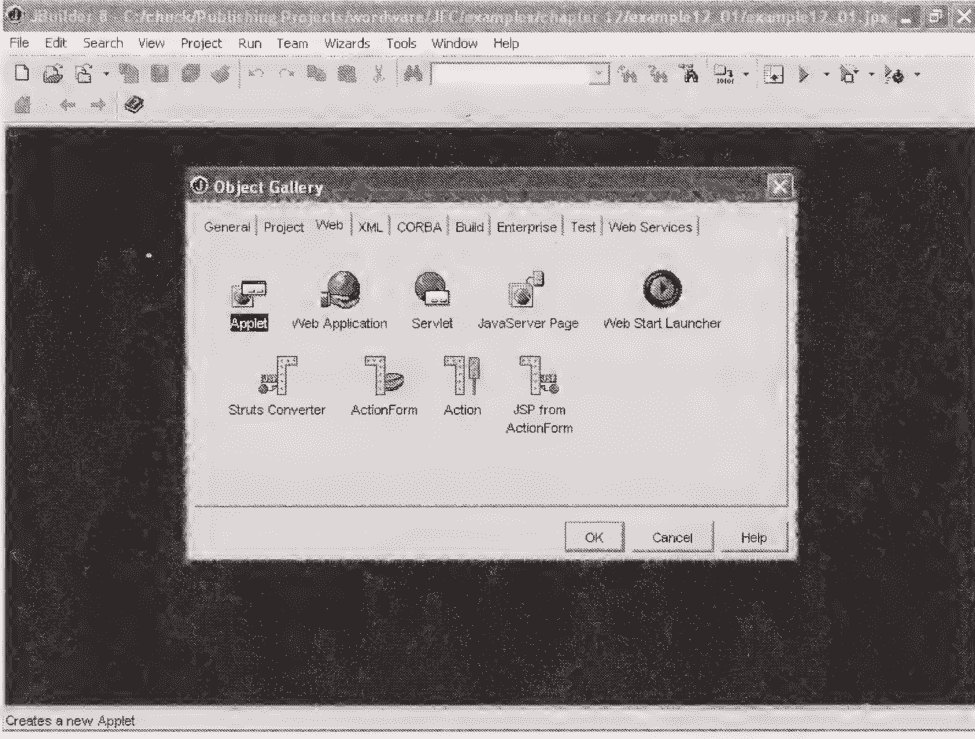 JBuilder 8 - C:/chuck/Publishing Projects/wordware/JFC/examples/chapter 17/example17_01/example17_01.jpx
File Edit Search View Project Run Team Wizards Tools Window Help
Object Gallery
General Project Web XML CORBA Build Enterprise Test Web Services
Applet Web Application Servlet JavaServer Page Web Start Launcher
Struts Converter ActionForm Action JSP from
ActionForm
OK Cancel Help
Creates a new Applet